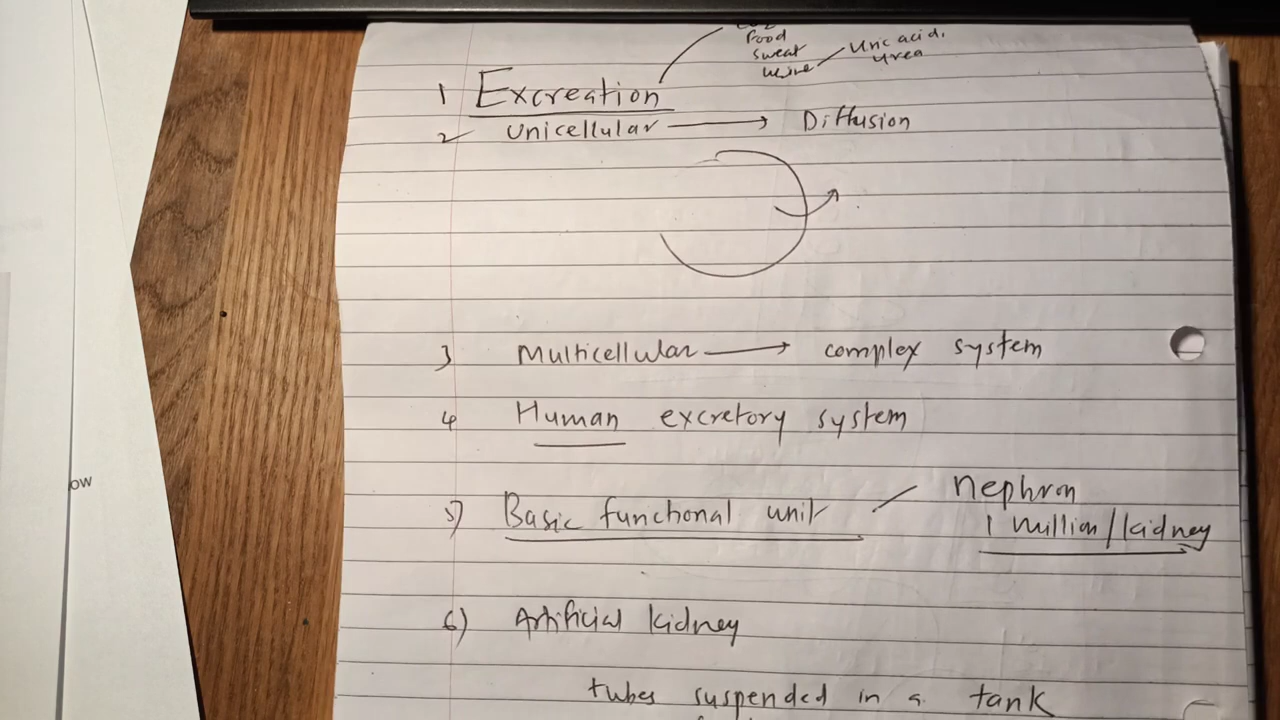 Food
sweat
Uric acid,
Urea
1 Excreation
2 Unicellular → Diffusion
3 Multicellular → complex system
4 Human excretory system
5) Basic functional unit
Nephron
1 million/kidney
6) Artificial kidney
tubes suspended in a tank
ow